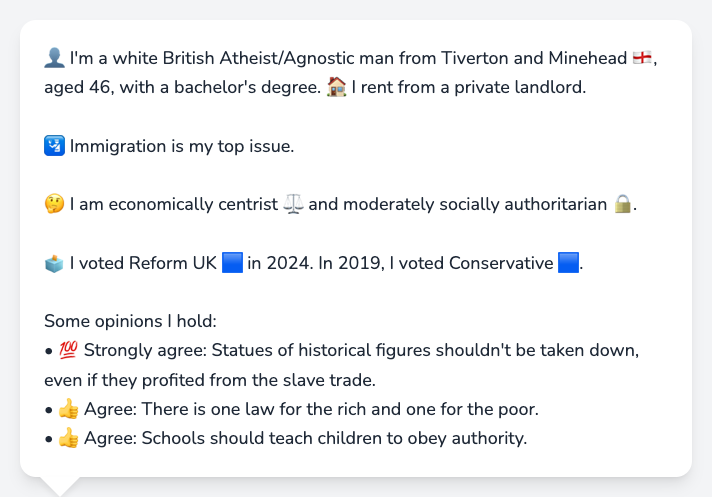 👤 I'm a white British Atheist/Agnostic man from Tiverton and Minehead 🏴󠁧󠁢󠁥󠁮󠁧󠁿,
aged 46, with a bachelor's degree. 🏠 I rent from a private landlord.
🛂 Immigration is my top issue.
🤔 I am economically centrist ⚖️ and moderately socially authoritarian 🔒.
🗳️ I voted Reform UK 🟦 in 2024. In 2019, I voted Conservative 🟦.
Some opinions I hold:
• 💯 Strongly agree: Statues of historical figures shouldn't be taken down,
even if they profited from the slave trade.
• 👍 Agree: There is one law for the rich and one for the poor.
• 👍 Agree: Schools should teach children to obey authority.